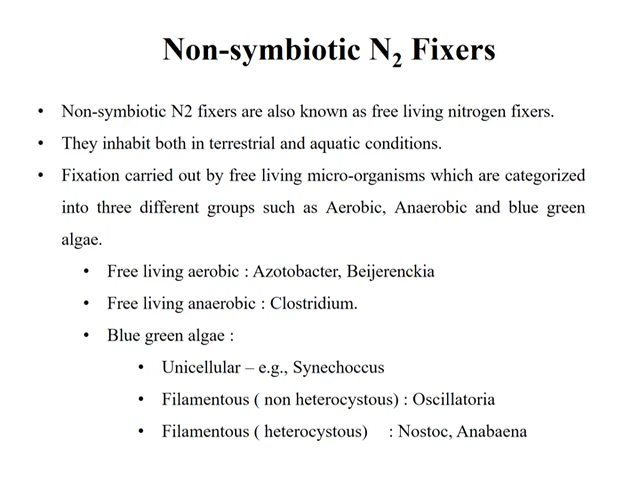 Non-symbiotic N2 Fixers
• Non-symbiotic N2 fixers are also known as free living nitrogen fixers.
• They inhabit both in terrestrial and aquatic conditions.
• Fixation carried out by free living micro-organisms which are categorized
into three different groups such as Aerobic, Anaerobic and blue green
algae.
• Free living aerobic : Azotobacter, Beijerenckia
• Free living anaerobic : Clostridium.
• Blue green algae :
• Unicellular – e.g., Synechoccus
• Filamentous ( non heterocystous) : Oscillatoria
• Filamentous ( heterocystous) : Nostoc, Anabaena